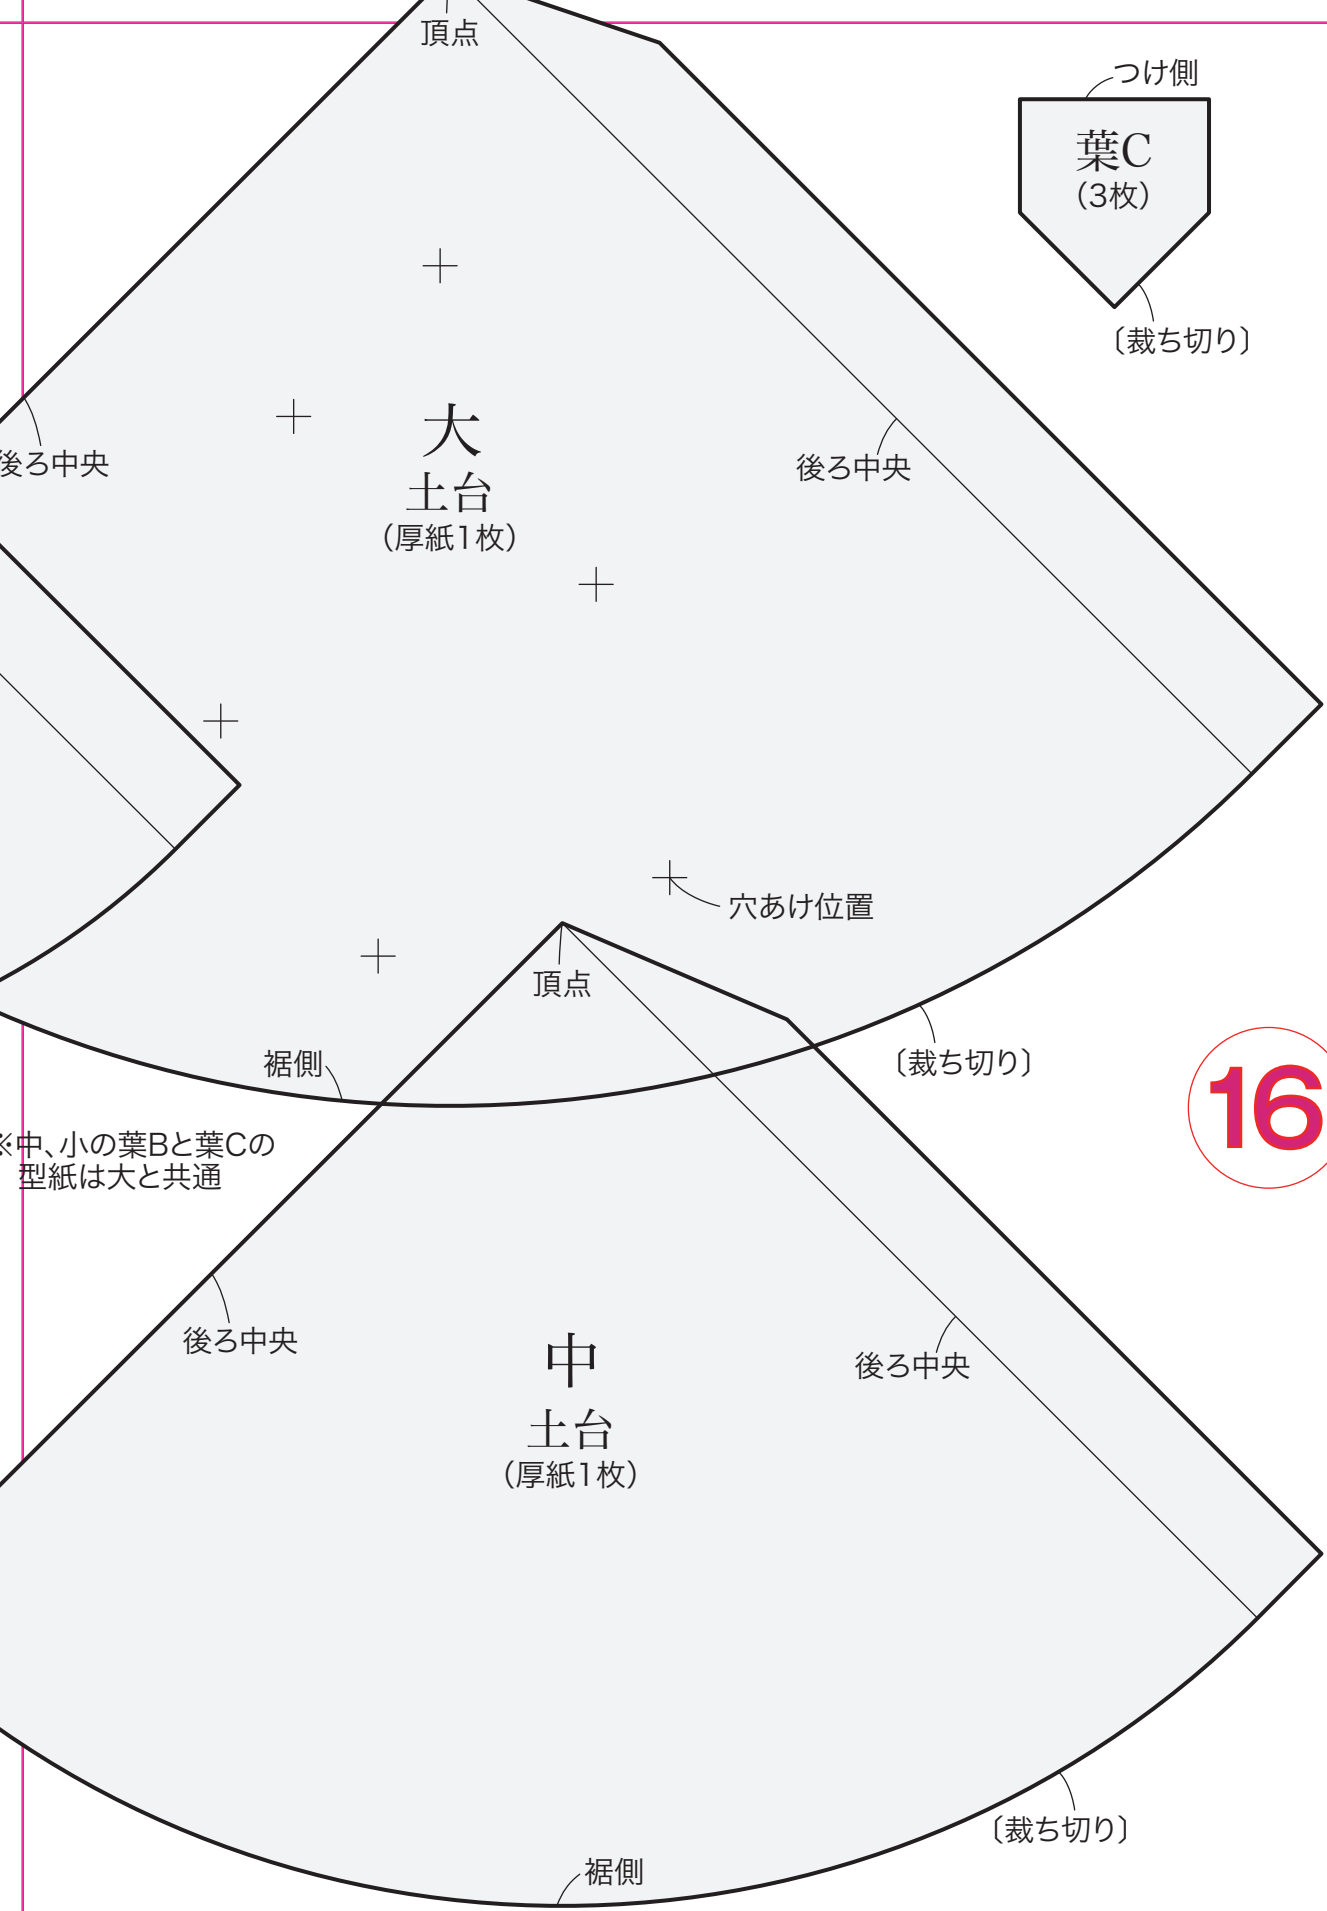 頂点
つけ側
葉C
（3枚）
〔裁ち切り〕
後ろ中央
大
土台
（厚紙1枚）
後ろ中央
穴あけ位置
頂点
裾側
〔裁ち切り〕
16
※中、小の葉Bと葉Cの
型紙は大と共通
後ろ中央
中
土台
（厚紙1枚）
後ろ中央
〔裁ち切り〕
裾側